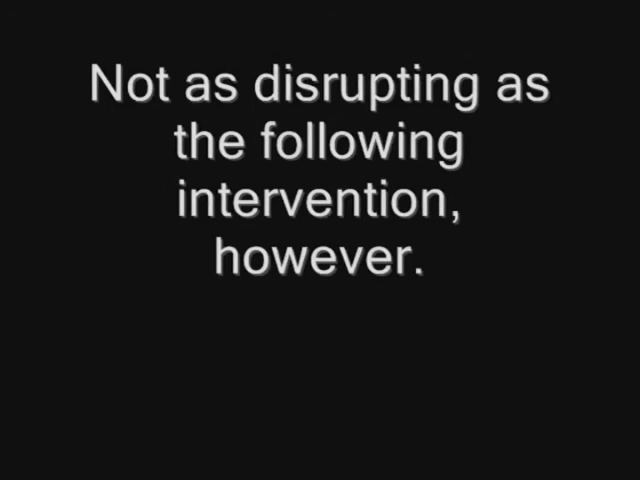 Not as disrupting as
the following
intervention,
however.